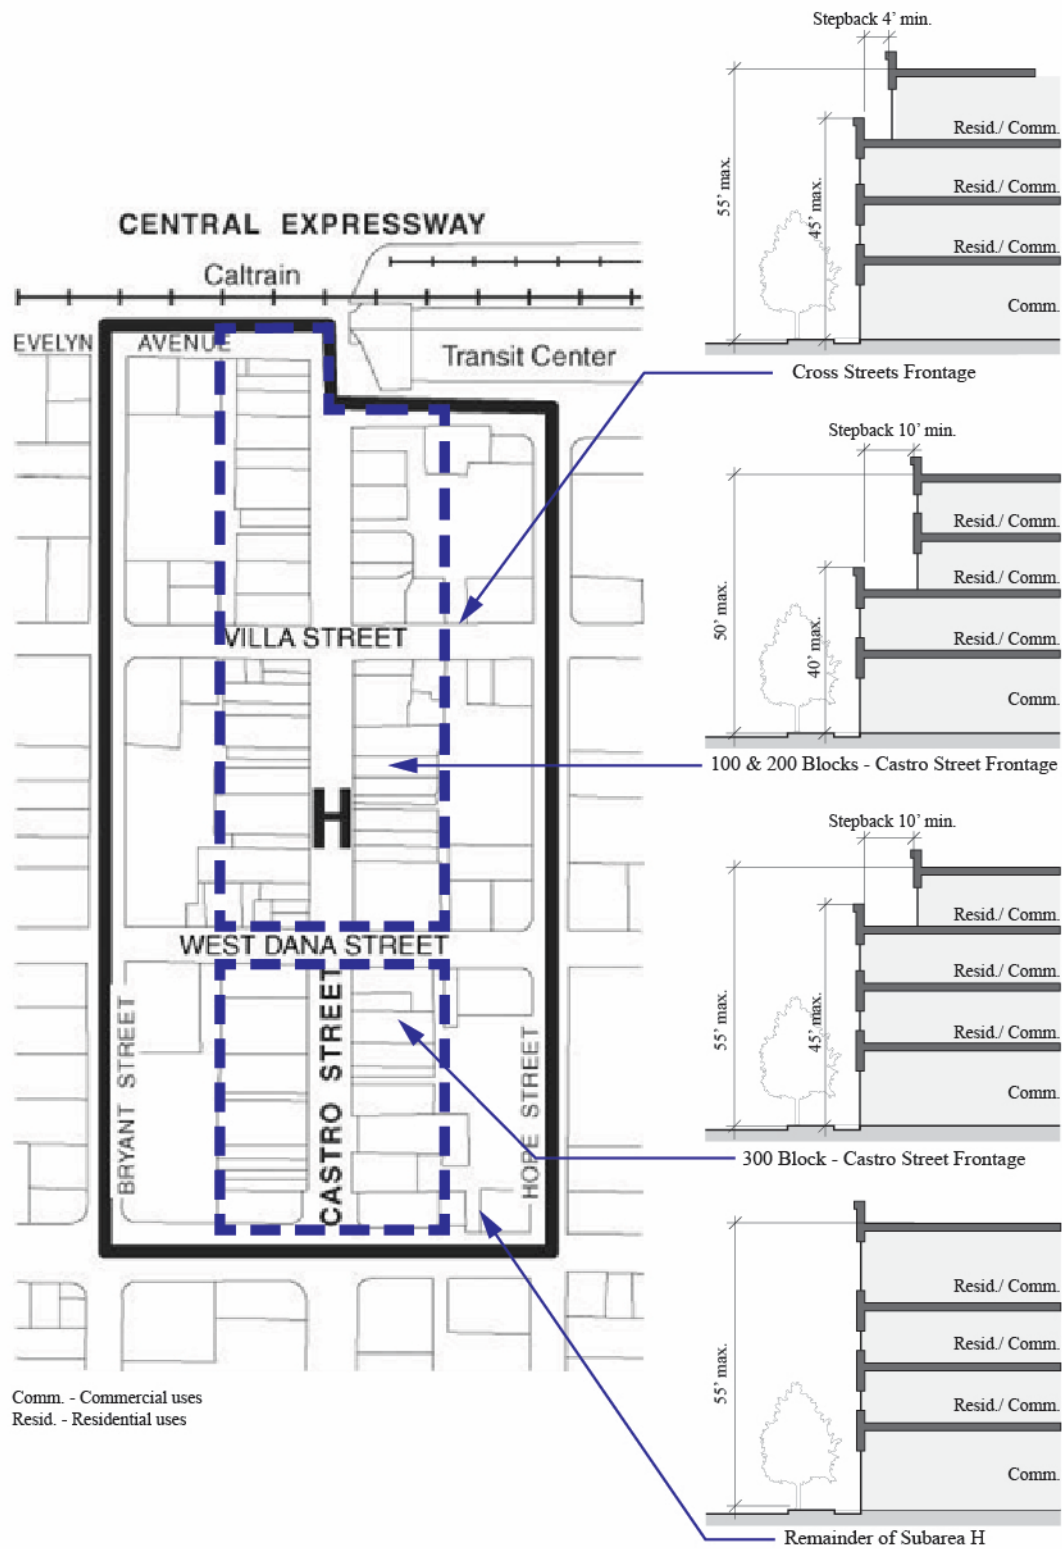 CENTRAL EXPRESSWAY
Caltrain
EVELYN AVENUE
Transit Center
VILLA STREET
H
WEST DANA STREET
BRYANT STREET
CASTRO STREET
HOPE STREET
Comm. - Commercial uses
Resid. - Residential uses
Stepback 4’ min.
55’ max.
45’ max.
Resid./ Comm.
Resid./ Comm.
Resid./ Comm.
Comm.
Cross Streets Frontage
Stepback 10’ min.
50’ max.
40’ max.
Resid./ Comm.
Resid./ Comm.
Resid./ Comm.
Comm.
100 & 200 Blocks - Castro Street Frontage
Stepback 10’ min.
55’ max.
45’ max.
Resid./ Comm.
Resid./ Comm.
Resid./ Comm.
Comm.
300 Block - Castro Street Frontage
55’ max.
Resid./ Comm.
Resid./ Comm.
Resid./ Comm.
Comm.
Remainder of Subarea H